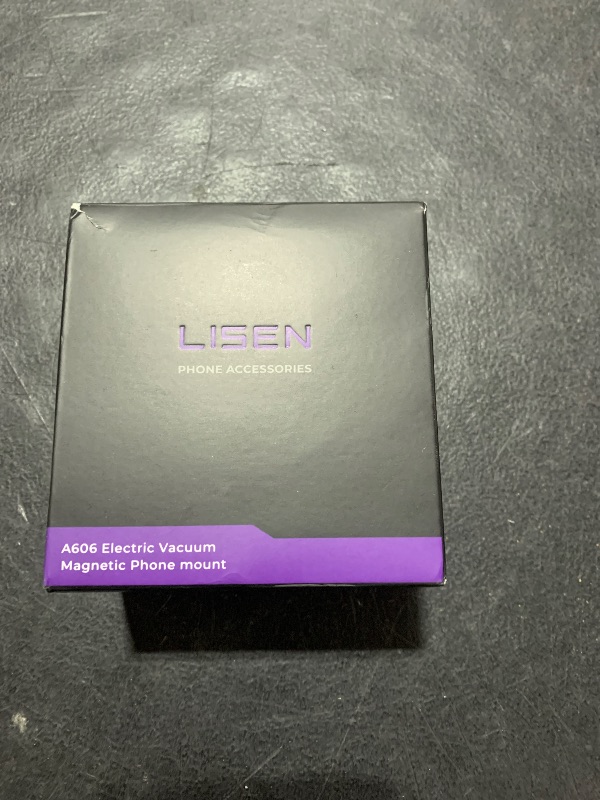 LISEN
PHONE ACCESSORIES
A606 Electric Vacuum
Magnetic Phone mount